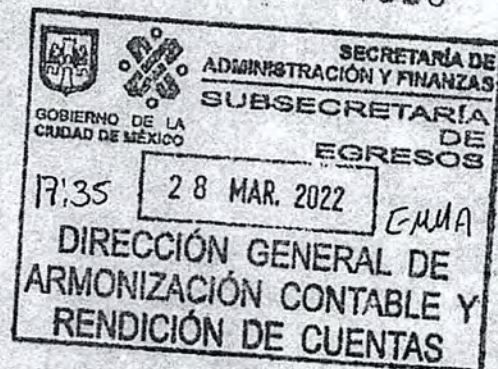 SECRETARÍA DE
ADMINISTRACIÓN Y FINANZAS
SUBSECRETARÍA
DE
EGRESOS
GOBIERNO DE LA
CIUDAD DE MÉXICO
17:35
28 MAR. 2022
EMMA
DIRECCIÓN GENERAL DE
ARMONIZACIÓN CONTABLE Y
RENDICIÓN DE CUENTAS